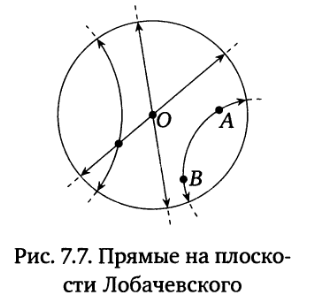 O
A
B
Рис. 7.7. Прямые на плоско-
сти Лобачевского